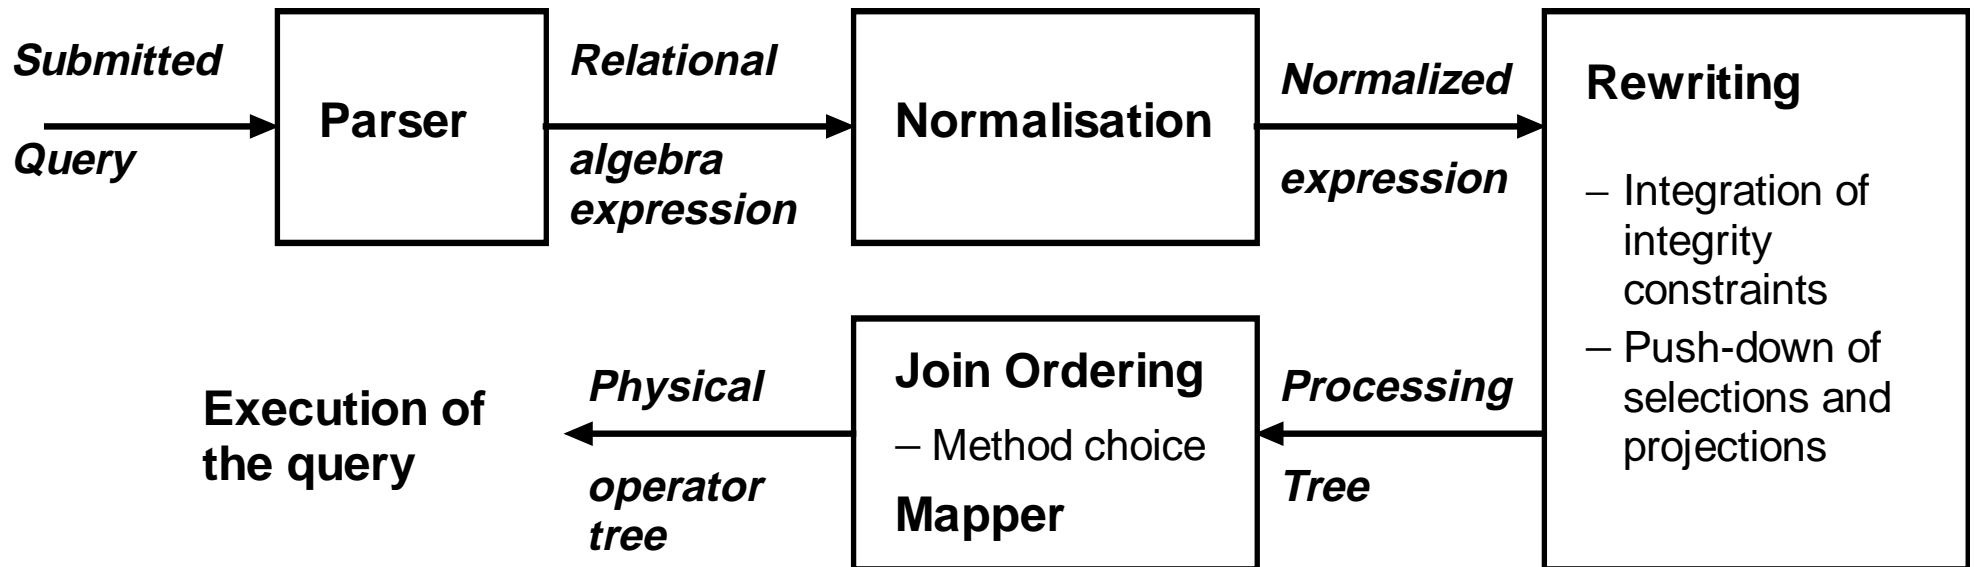 Submitted
Query
Parser
Relational
algebra
expression
Normalisation
Normalized
expression
Rewriting
– Integration of
integrity
constraints
– Push-down of
selections and
projections
Processing
Tree
Join Ordering
– Method choice
Mapper
Physical
operator
tree
Execution of
the query